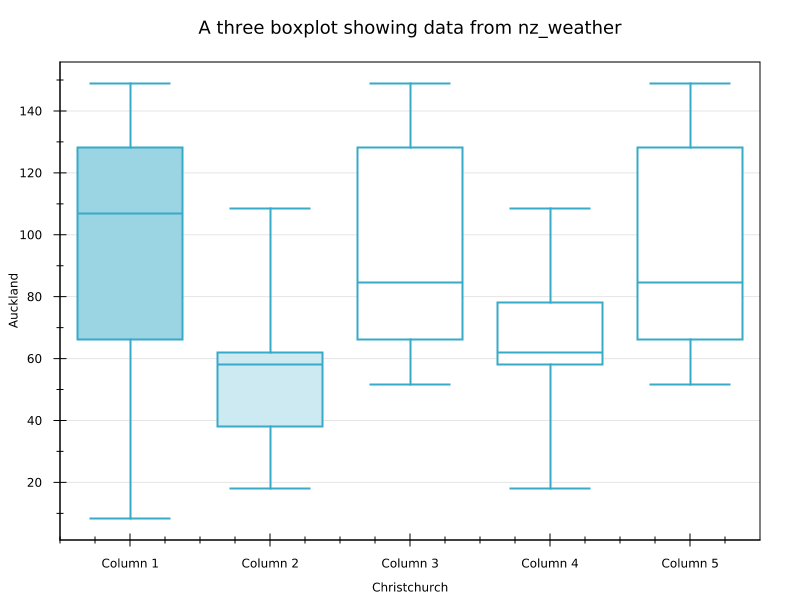 A three boxplot showing data from nz_weather
140
120
100
80
60
40
20
Auckland
Column 1
Column 2
Column 3
Column 4
Column 5
Christchurch